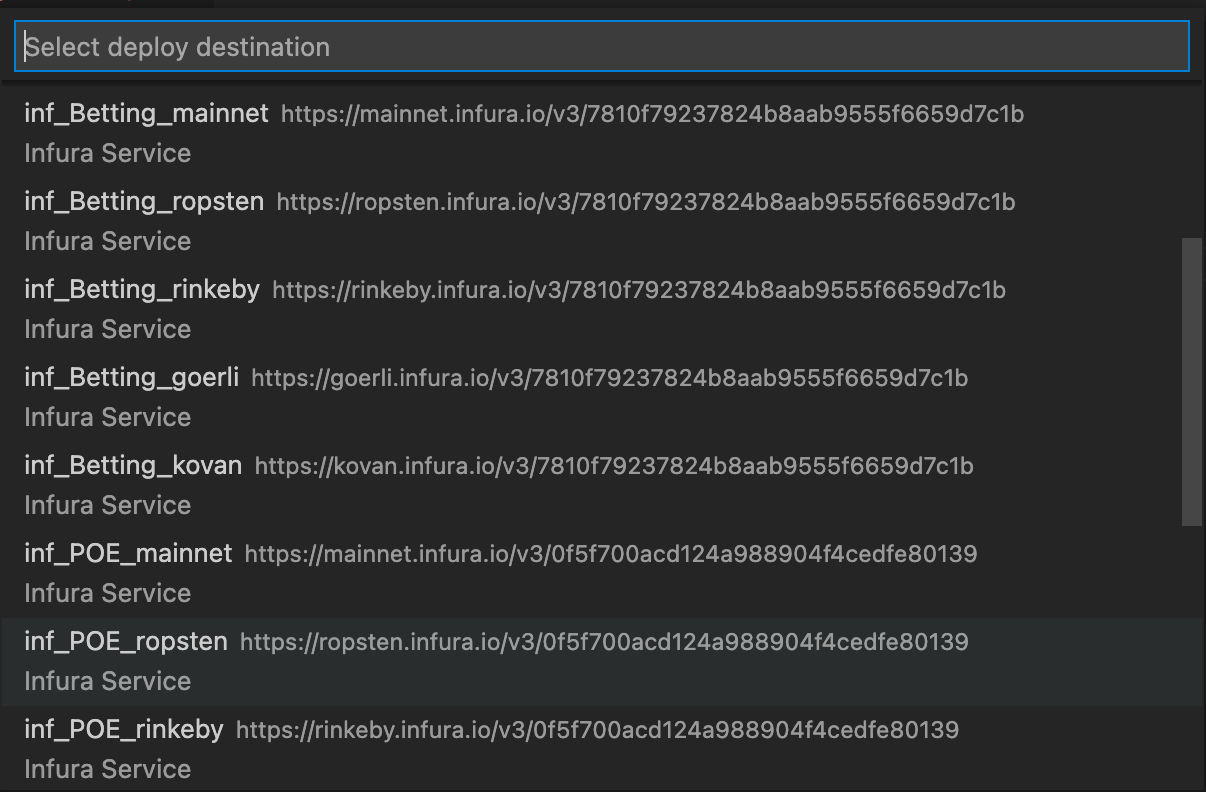 Select deploy destination
inf_Betting_mainnet https://mainnet.infura.io/v3/7810f79237824b8aab9555f6659d7c1b
Infura Service
inf_Betting_ropsten https://ropsten.infura.io/v3/7810f79237824b8aab9555f6659d7c1b
Infura Service
inf_Betting_rinkeby https://rinkeby.infura.io/v3/7810f79237824b8aab9555f6659d7c1b
Infura Service
inf_Betting_goerli https://goerli.infura.io/v3/7810f79237824b8aab9555f6659d7c1b
Infura Service
inf_Betting_kovan https://kovan.infura.io/v3/7810f79237824b8aab9555f6659d7c1b
Infura Service
inf_POE_mainnet https://mainnet.infura.io/v3/0f5f700acd124a988904f4cedfe80139
Infura Service
inf_POE_ropsten https://ropsten.infura.io/v3/0f5f700acd124a988904f4cedfe80139
Infura Service
inf_POE_rinkeby https://rinkeby.infura.io/v3/0f5f700acd124a988904f4cedfe80139
Infura Service